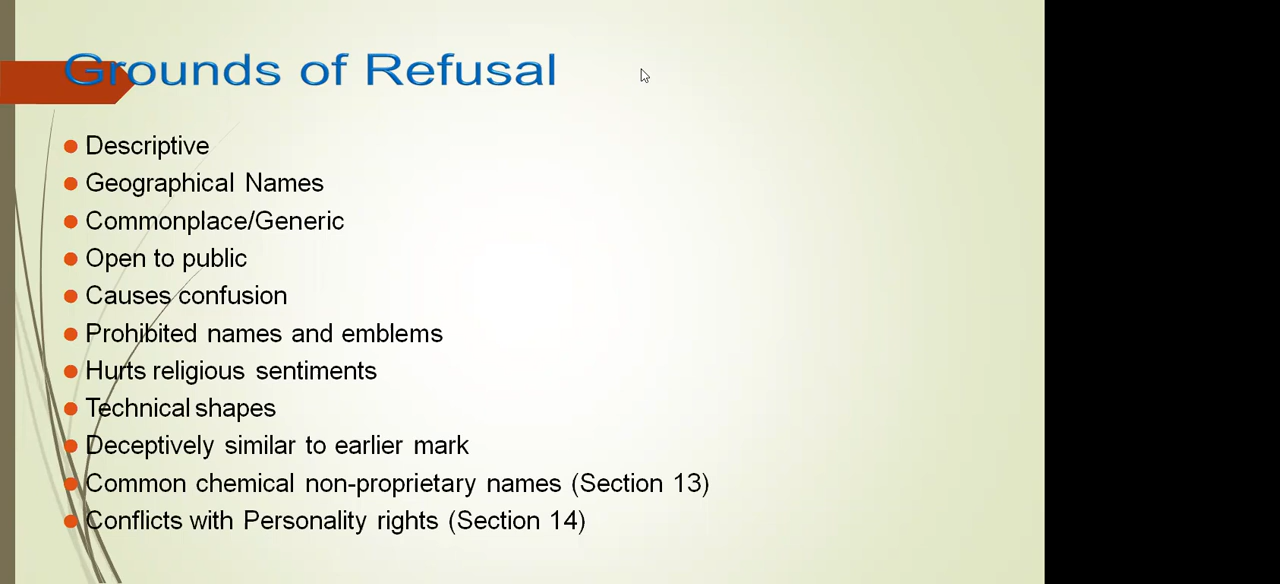 Grounds of Refusal
Descriptive
Geographical Names
Commonplace/Generic
Open to public
Causes confusion
Prohibited names and emblems
Hurts religious sentiments
Technical shapes
Deceptively similar to earlier mark
Common chemical non-proprietary names (Section 13)
Conflicts with Personality rights (Section 14)